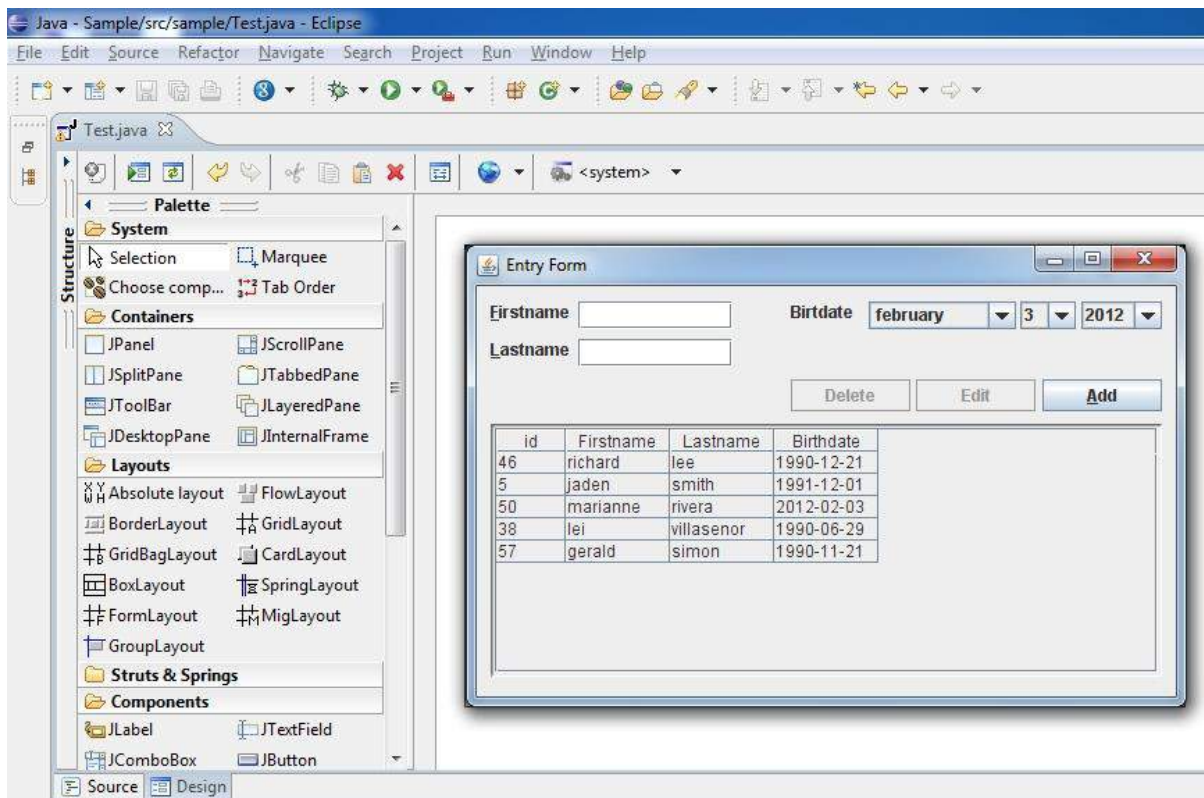 Java - Sample/src/sample/Test.java - Eclipse
File Edit Source Refactor Navigate Search Project Run Window Help
Test.java
<system>
Structure
Palette
System
Selection Marquee
Choose comp... Tab Order
Containers
JPanel JScrollPane
JSplitPane JTabbedPane
JToolBar JLayeredPane
JDesktopPane JInternalFrame
Layouts
Absolute layout FlowLayout
BorderLayout GridLayout
GridBagLayout CardLayout
BoxLayout SpringLayout
FormLayout MigLayout
GroupLayout
Struts & Springs
Components
JLabel JTextField
JComboBox JButton
Source Design
Entry Form
Firstname Birtdate february 3 2012
Lastname
Delete Edit Add
id Firstname Lastname Birthdate
46 richard lee 1990-12-21
5 jaden smith 1991-12-01
50 marianne rivera 2012-02-03
38 lei villasenor 1990-06-29
57 gerald simon 1990-11-21